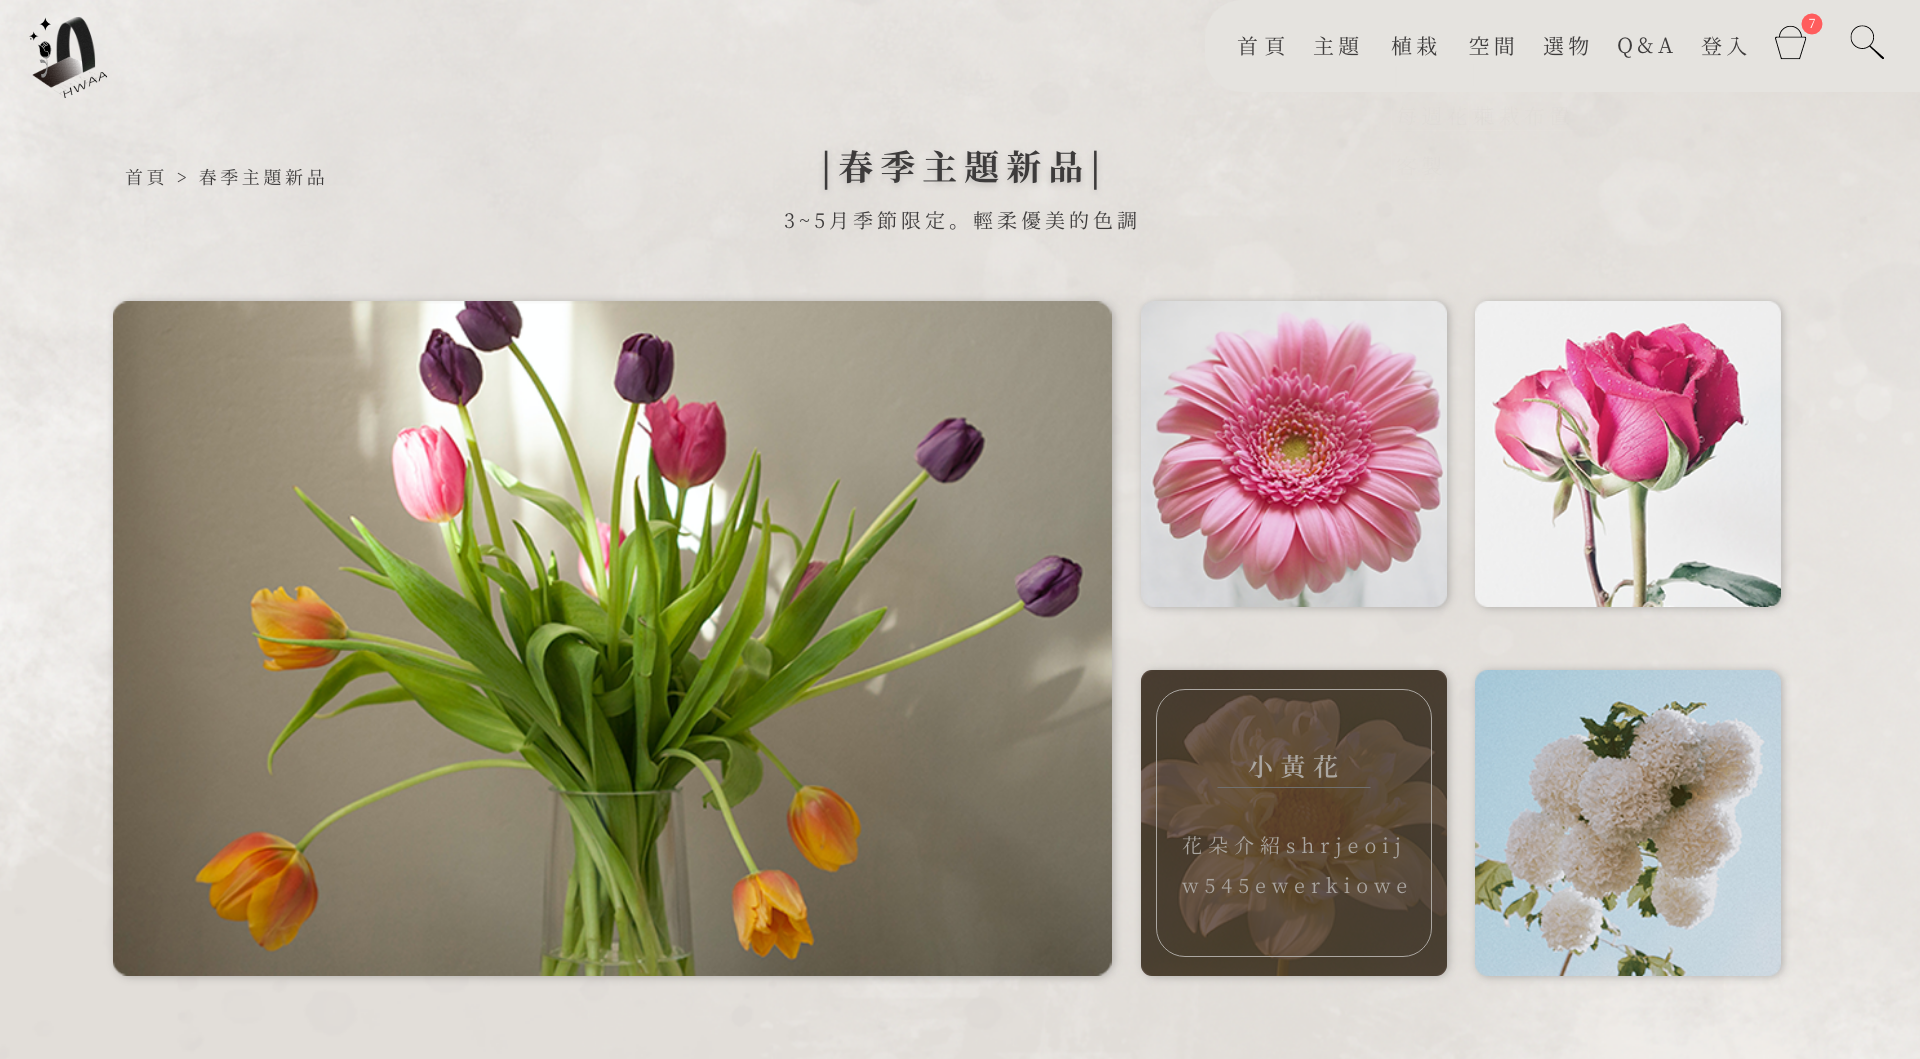 HWAA
首頁 主題 植栽 空間 選物 Q&A 登入 7
首頁 > 春季主題新品
|春季主題新品|
3~5月季節限定。輕柔優美的色調
小黃花
花朵介紹shrjeoij
w545ewerkiowe